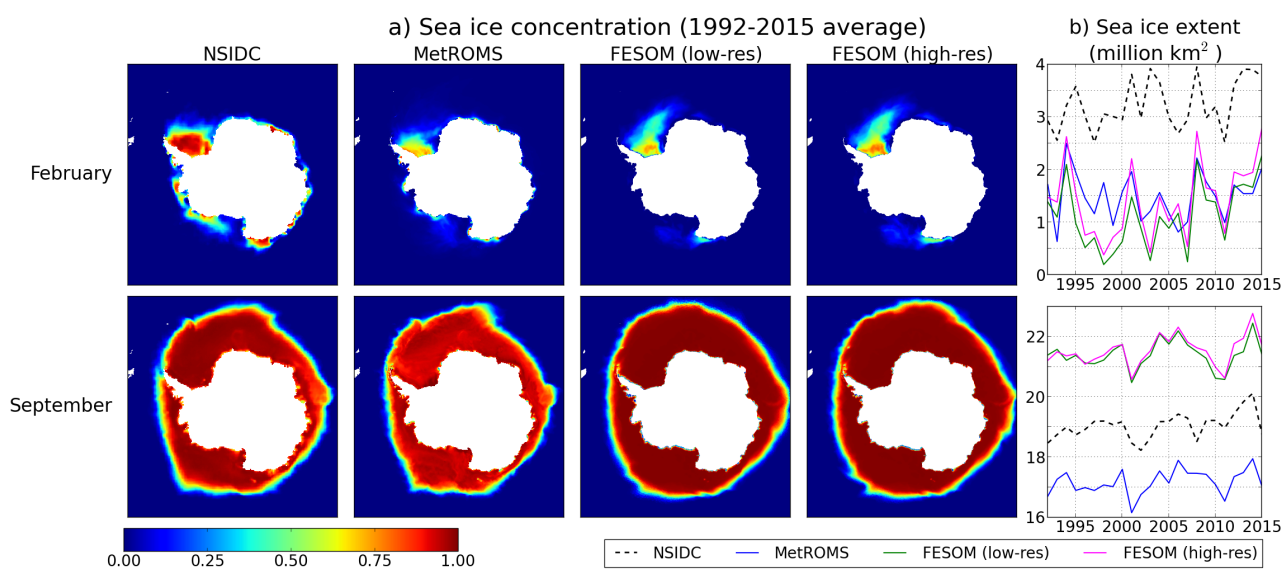 a) Sea ice concentration (1992-2015 average)
b) Sea ice extent
(million km² )
NSIDC
MetROMS
FESOM (low-res)
FESOM (high-res)
February
September
4
3
2
1
0
1995
2000
2005
2010
2015
22
20
18
16
1995
2000
2005
2010
2015
0.00
0.25
0.50
0.75
1.00
NSIDC
MetROMS
FESOM (low-res)
FESOM (high-res)